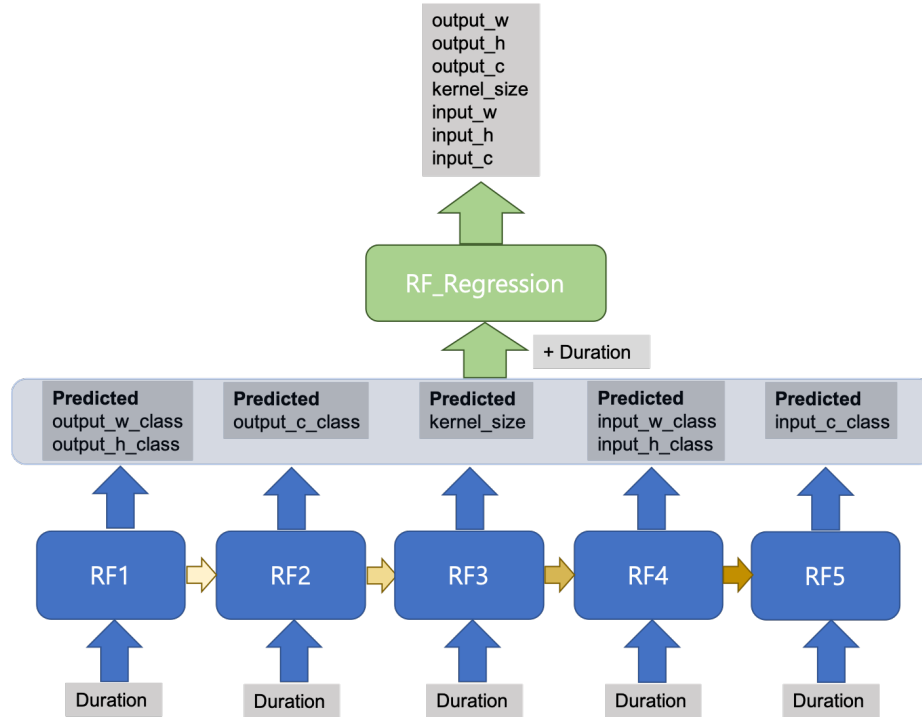 output_w
output_h
output_c
kernel_size
input_w
input_h
input_c
RF_Regression
+ Duration
Predicted
output_w_class
output_h_class
Predicted
output_c_class
Predicted
kernel_size
Predicted
input_w_class
input_h_class
Predicted
input_c_class
RF1
RF2
RF3
RF4
RF5
Duration
Duration
Duration
Duration
Duration